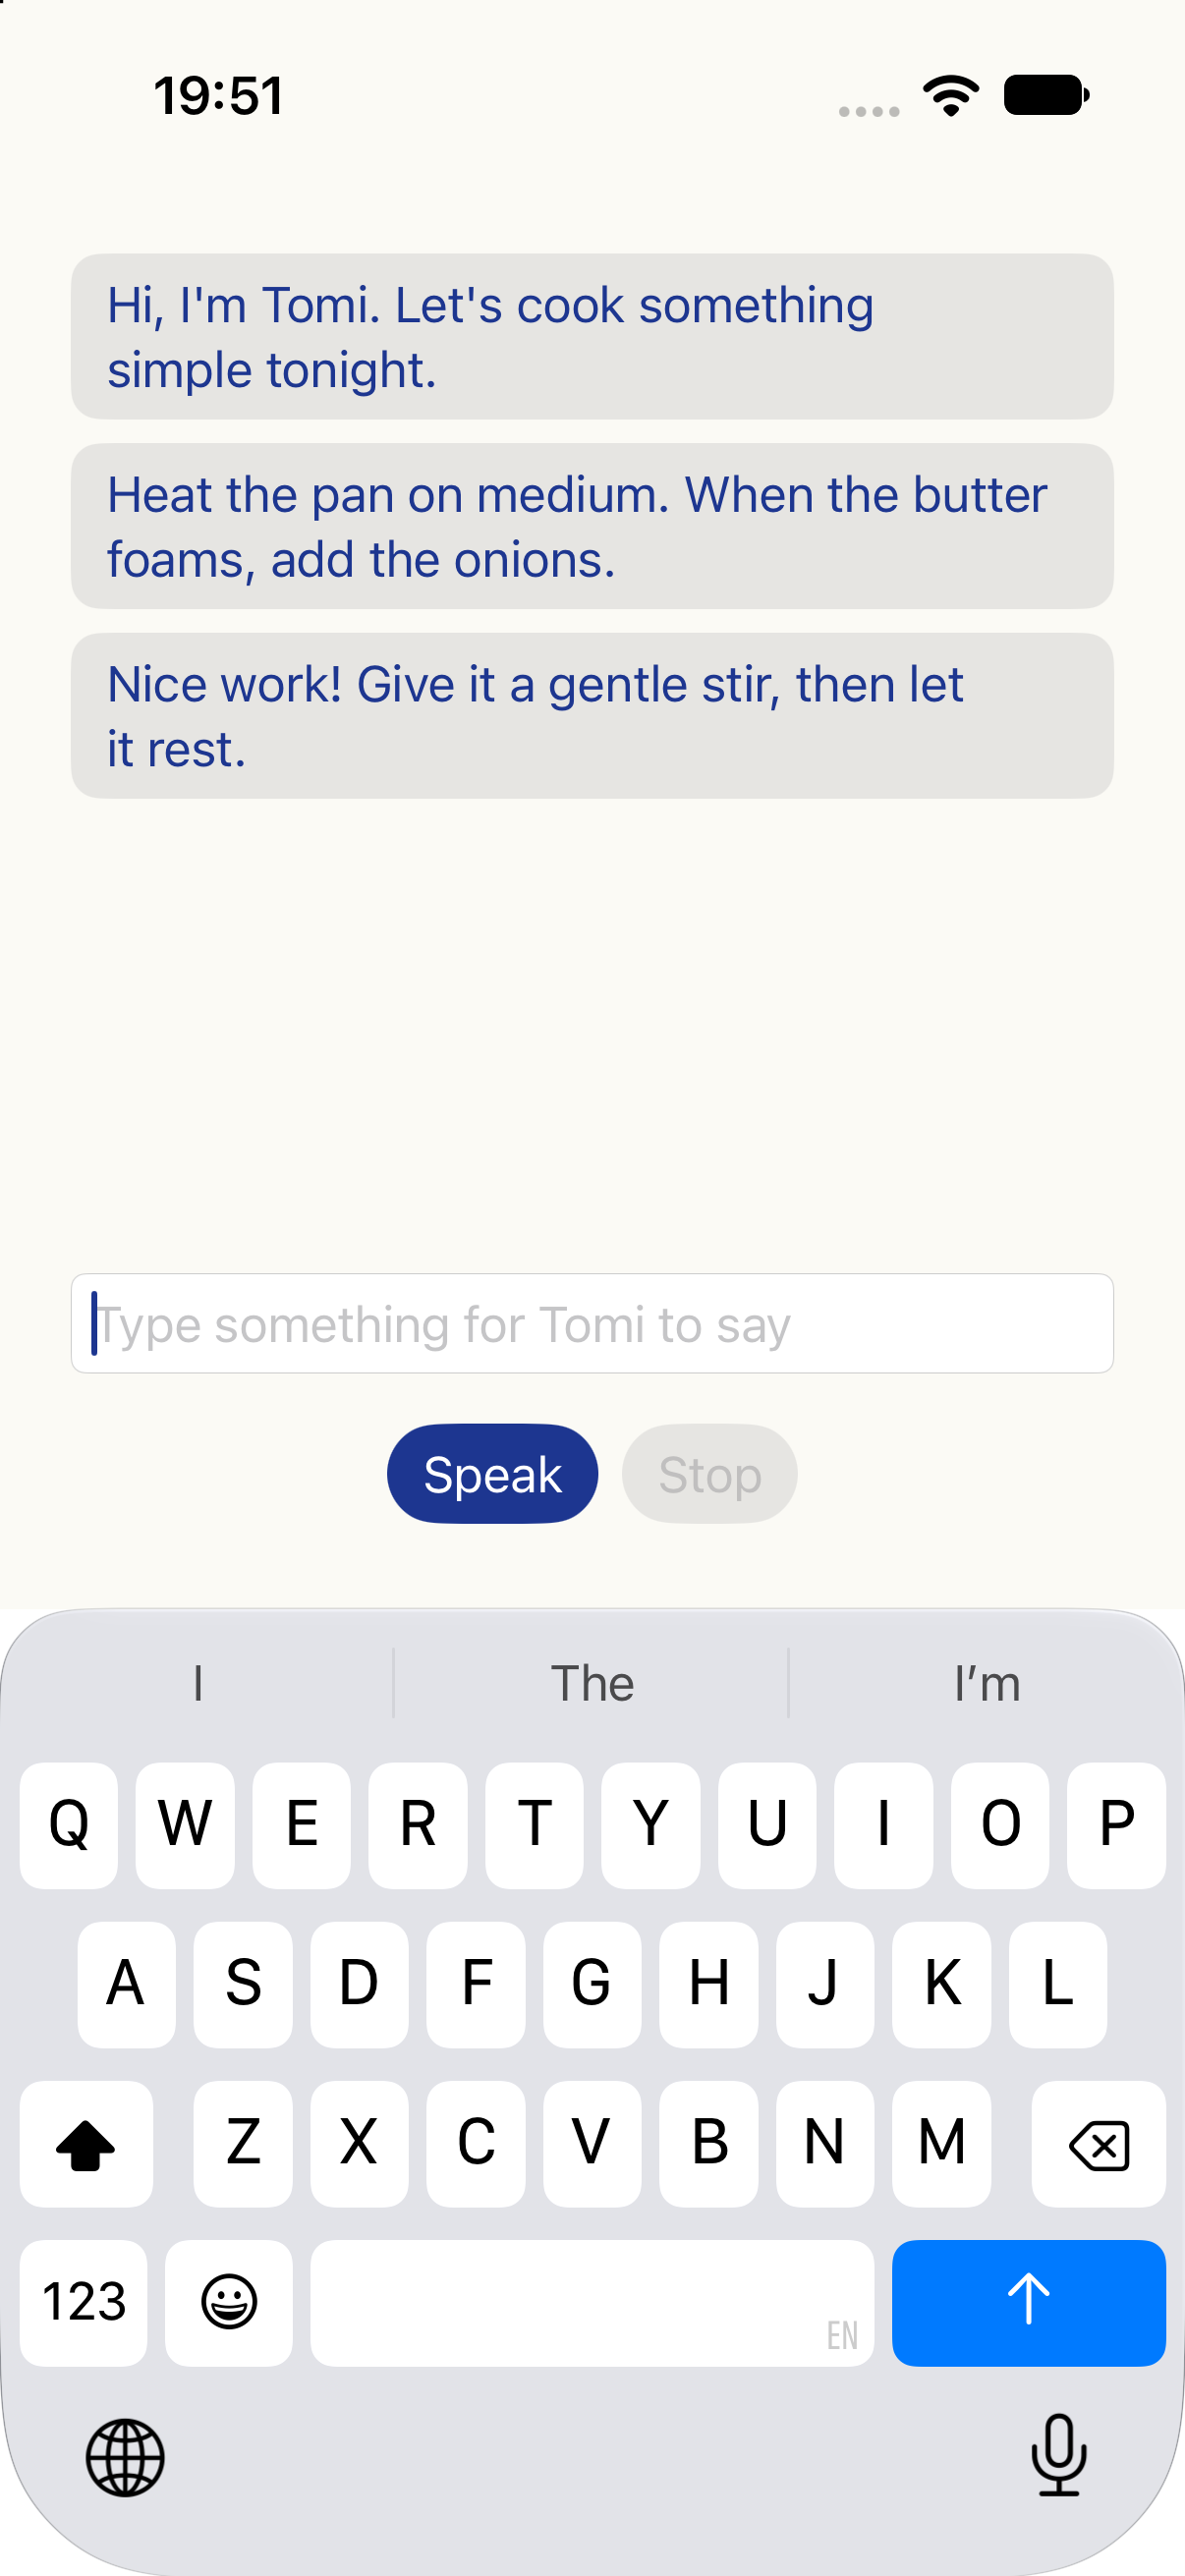 19:51
Hi, I'm Tomi. Let's cook something
simple tonight.
Heat the pan on medium. When the butter
foams, add the onions.
Nice work! Give it a gentle stir, then let
it rest.
Type something for Tomi to say
Speak Stop
I The I’m
Q W E R T Y U I O P
A S D F G H J K L
Z X C V B N M
123 EN